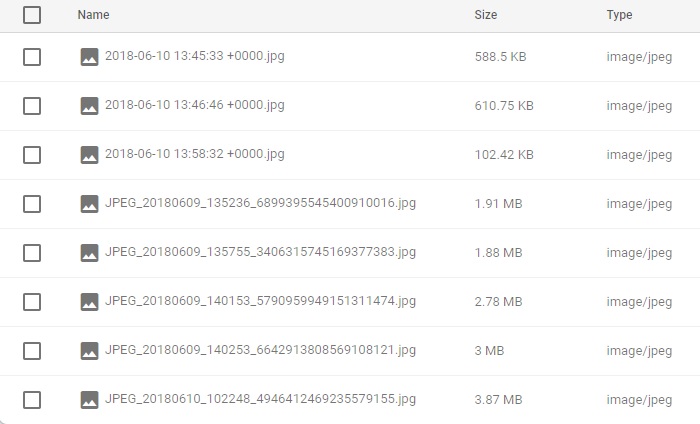 Name Size Type
2018-06-10 13:45:33 +0000.jpg 588.5 KB image/jpeg
2018-06-10 13:46:46 +0000.jpg 610.75 KB image/jpeg
2018-06-10 13:58:32 +0000.jpg 102.42 KB image/jpeg
JPEG_20180609_135236_6899395545400910016.jpg 1.91 MB image/jpeg
JPEG_20180609_135755_3406315745169377383.jpg 1.88 MB image/jpeg
JPEG_20180609_140153_5790959949151311474.jpg 2.78 MB image/jpeg
JPEG_20180609_140253_6642913808569108121.jpg 3 MB image/jpeg
JPEG_20180610_102248_4946412469235579155.jpg 3.87 MB image/jpeg